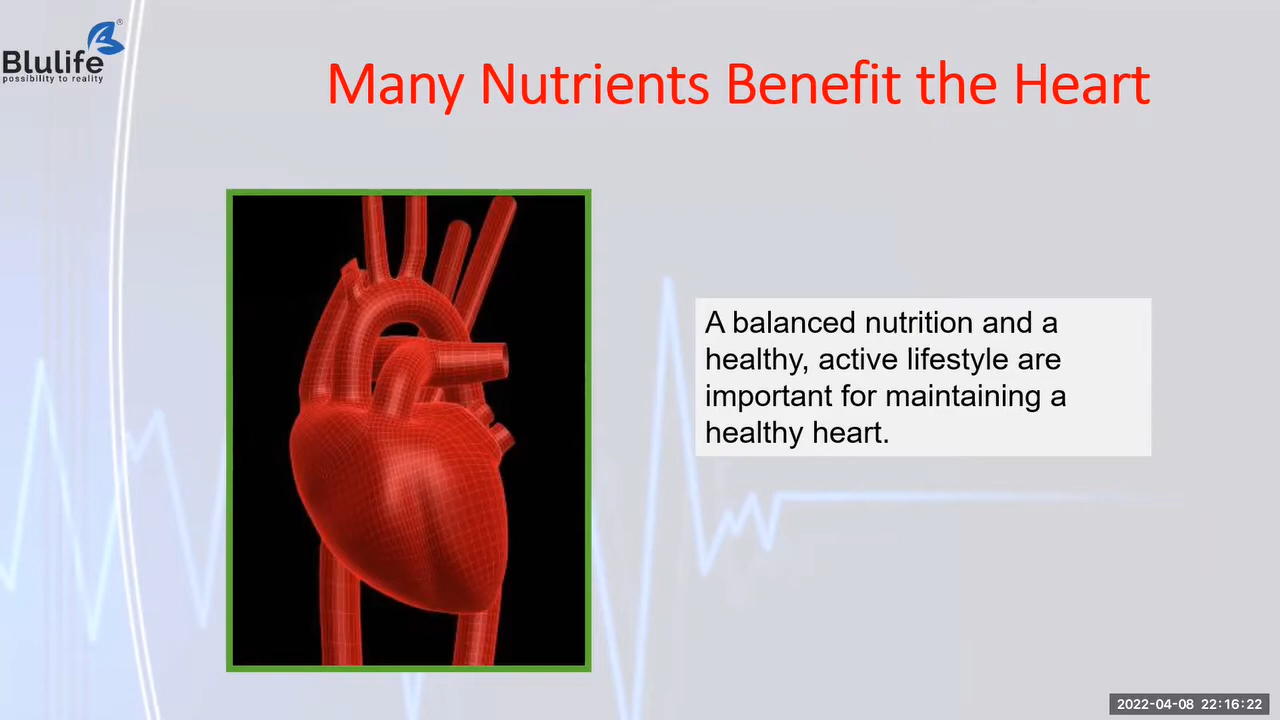 Blulife®
possibility to reality
Many Nutrients Benefit the Heart
A balanced nutrition and a
healthy, active lifestyle are
important for maintaining a
healthy heart.
2022-04-08 22:16:22